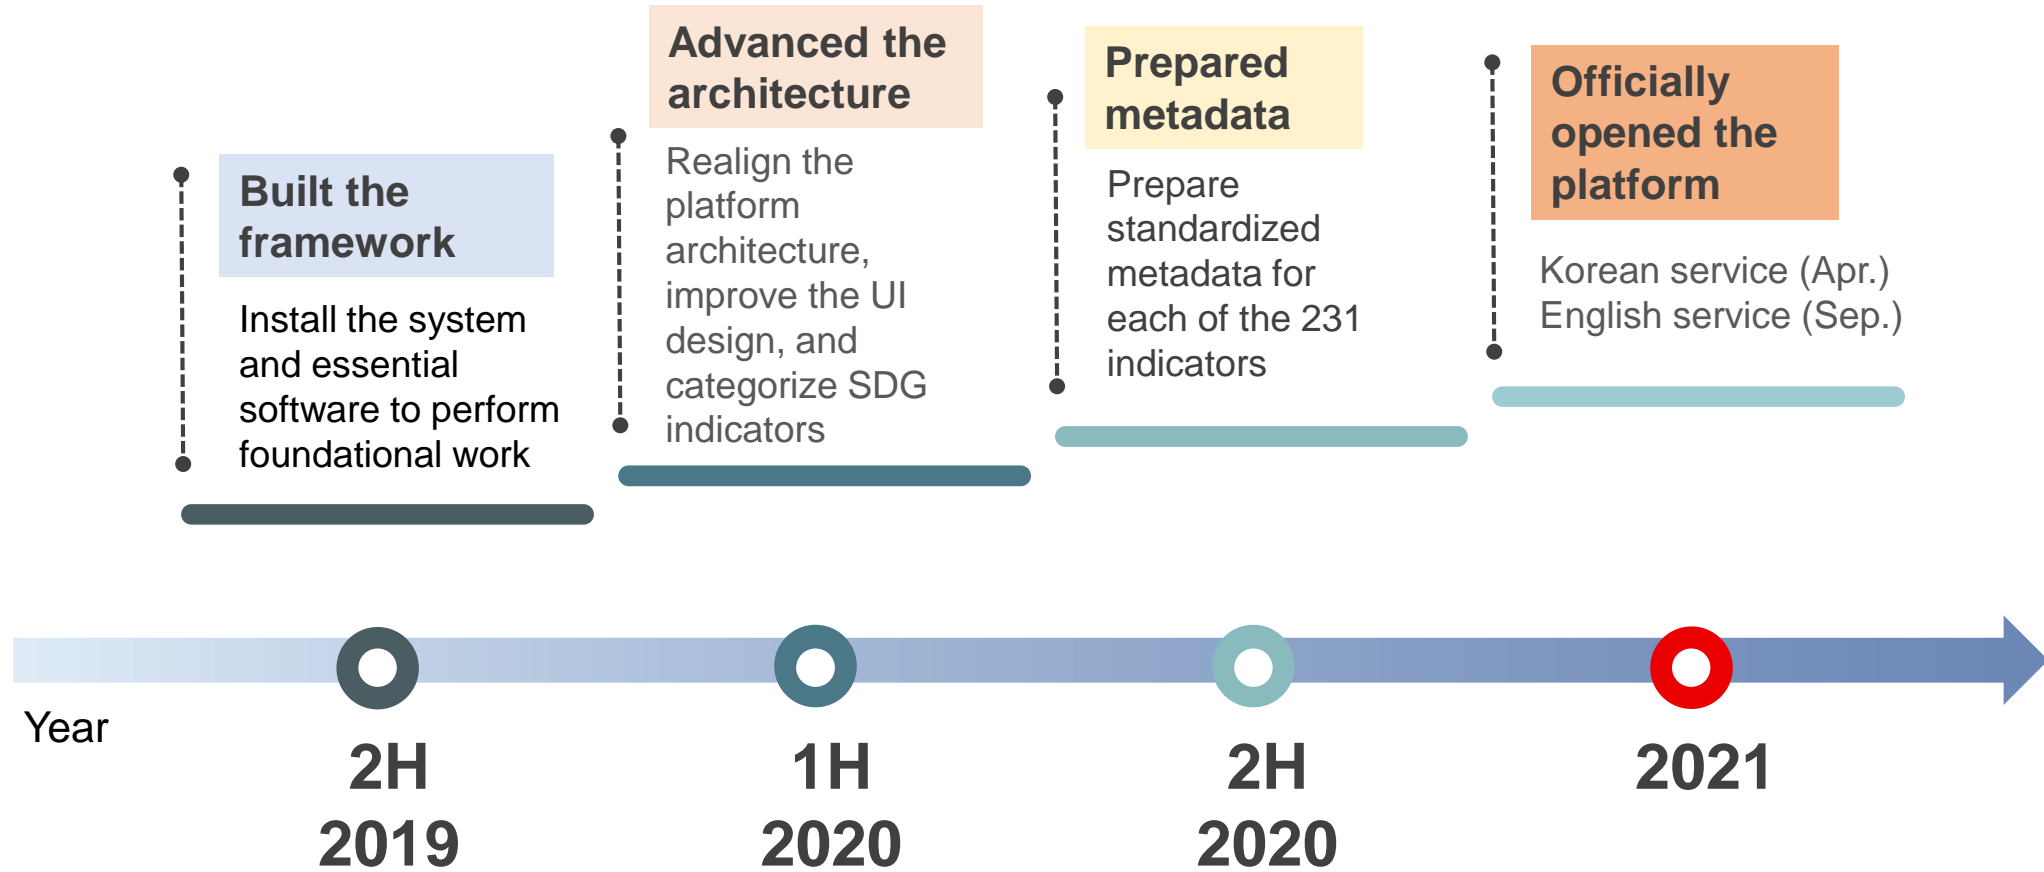 Built the
framework
Install the system
and essential
software to perform
foundational work
Advanced the
architecture
Realign the
platform
architecture,
improve the UI
design, and
categorize SDG
indicators
Prepared
metadata
Prepare
standardized
metadata for
each of the 231
indicators
Officially
opened the
platform
Korean service (Apr.)
English service (Sep.)
Year
2H
2019
1H
2020
2H
2020
2021